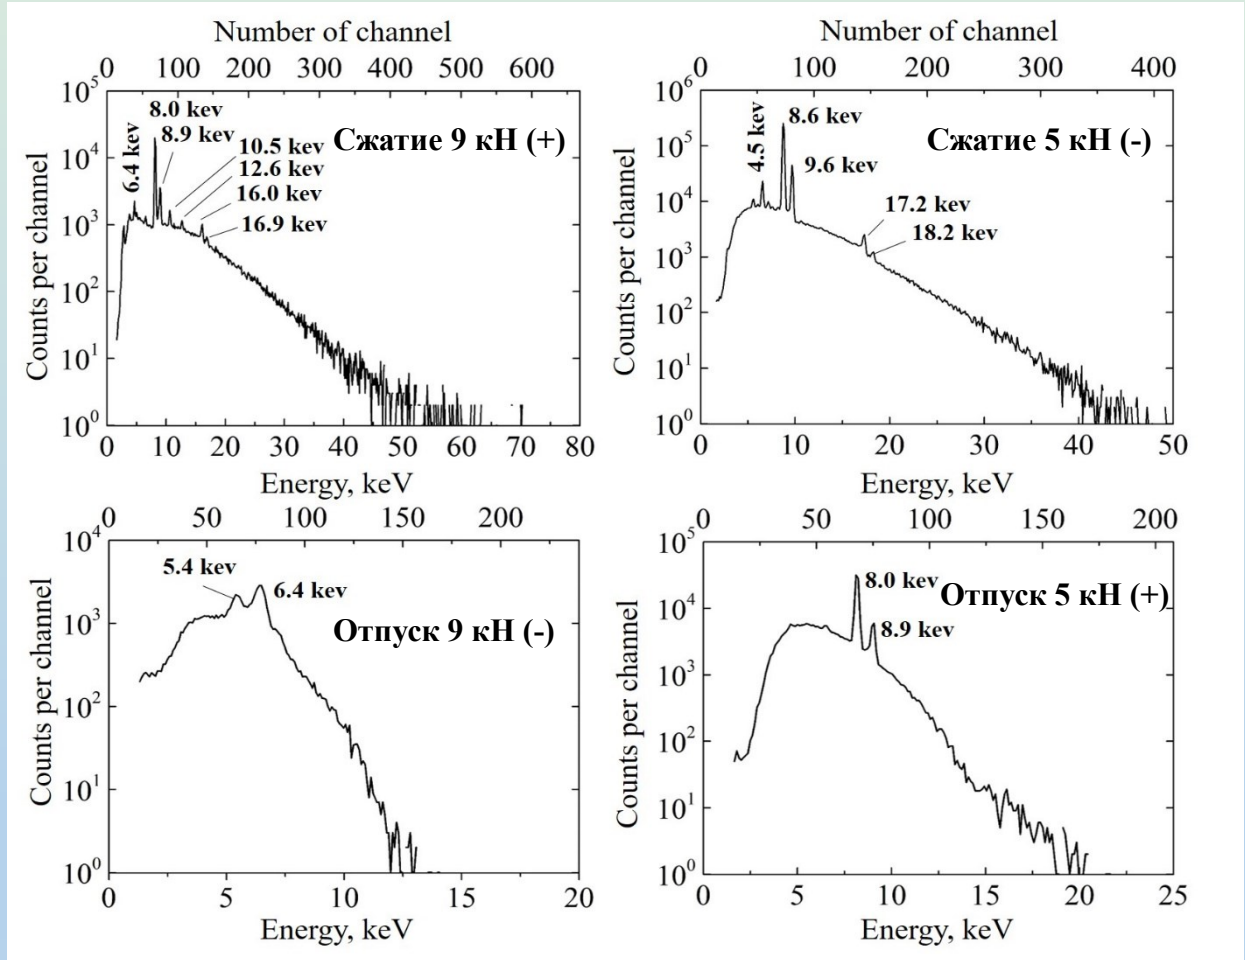 Number of channel
0 100 200 300 400 500 600
10^5
10^4
10^3
10^2
10^1
10^0
Counts per channel
6.4 kev
8.0 kev
8.9 kev
10.5 kev
12.6 kev
16.0 kev
16.9 kev
Сжатие 9 кН (+)
0 10 20 30 40 50 60 70 80
Energy, keV
Number of channel
0 100 200 300 400
10^6
10^5
10^4
10^3
10^2
10^1
10^0
Counts per channel
4.5 kev
8.6 kev
9.6 kev
17.2 kev
18.2 kev
Сжатие 5 кН (-)
0 10 20 30 40 50
Energy, keV
0 50 100 150 200
10^4
10^3
10^2
10^1
10^0
Counts per channel
5.4 kev
6.4 kev
Отпуск 9 кН (-)
0 5 10 15 20
Energy, keV
0 50 100 150 200
10^5
10^4
10^3
10^2
10^1
10^0
Counts per channel
8.0 kev
8.9 kev
Отпуск 5 кН (+)
0 5 10 15 20 25
Energy, keV